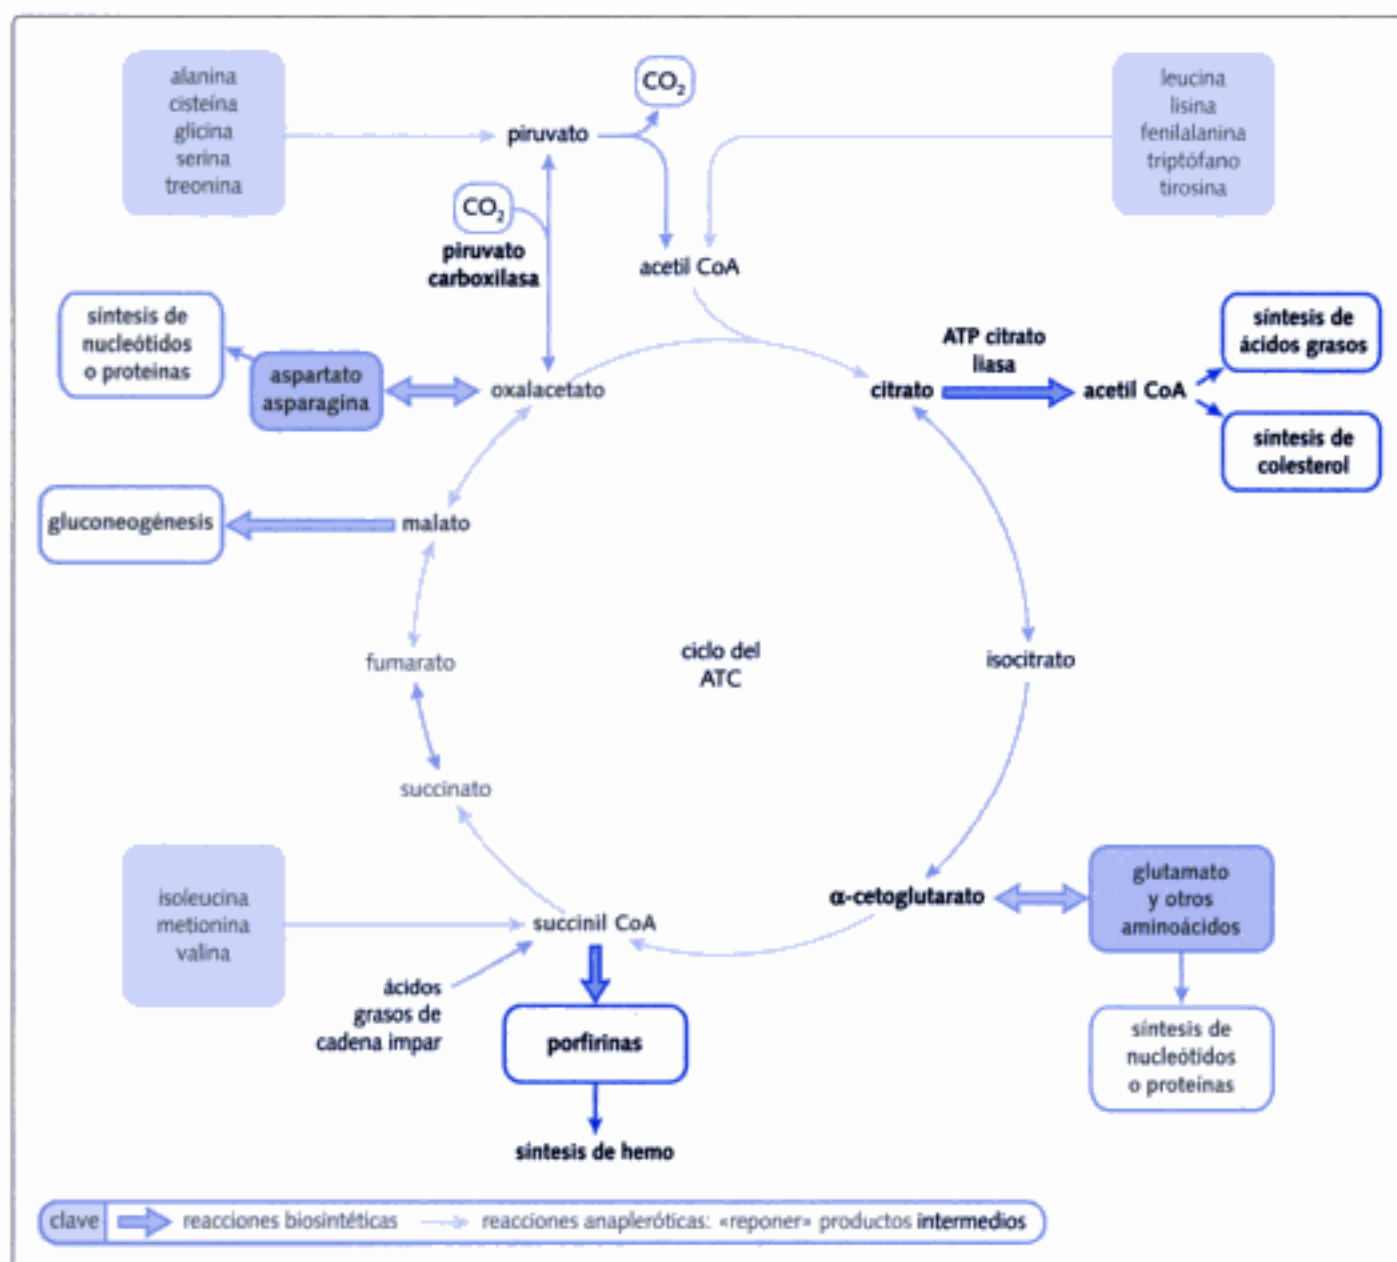 alanina
cisteína
glicina
serina
treonina
piruvato
CO2
leucina
lisina
fenilalanina
triptófano
tirosina
CO2
piruvato
carboxilasa
acetil CoA
síntesis de
nucleótidos
o proteinas
aspartato
asparagina
oxalacetato
citrato
ATP citrato
liasa
acetil CoA
síntesis de
ácidos grasos
síntesis de
colesterol
gluconeogénesis
malato
fumarato
ciclo del
ATC
isocitrato
succinato
isoleucina
metionina
valina
succinil CoA
α-cetoglutarato
glutamato
y otros
aminoácidos
ácidos
grasos de
cadena impar
porfirinas
síntesis de
nucleótidos
o proteínas
síntesis de hemo
clave
reacciones biosintéticas
reacciones anapleróticas: «reponer» productos intermedios